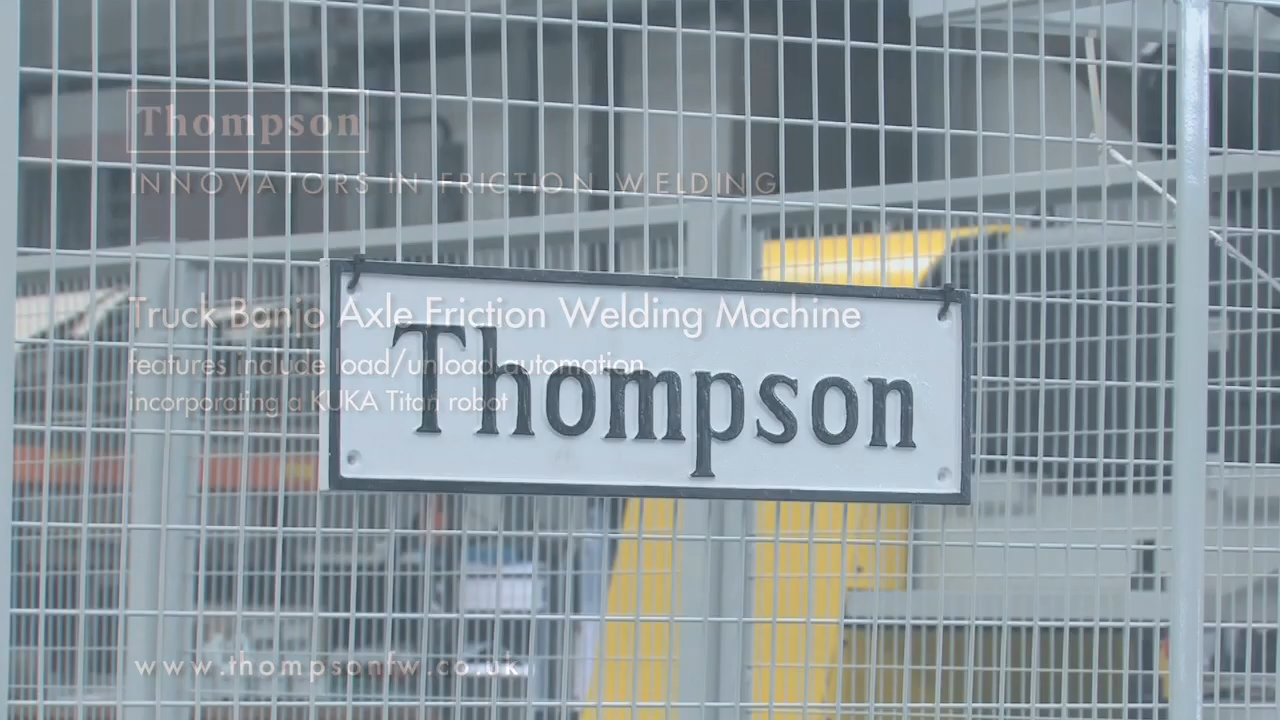 Thompson
INNOVATORS IN FRICTION WELDING
Truck Banjo Axle Friction Welding Machine
features include load/unload automation
incorporating a KUKA Titan robot
Thompson
www.thompsonfw.co.uk